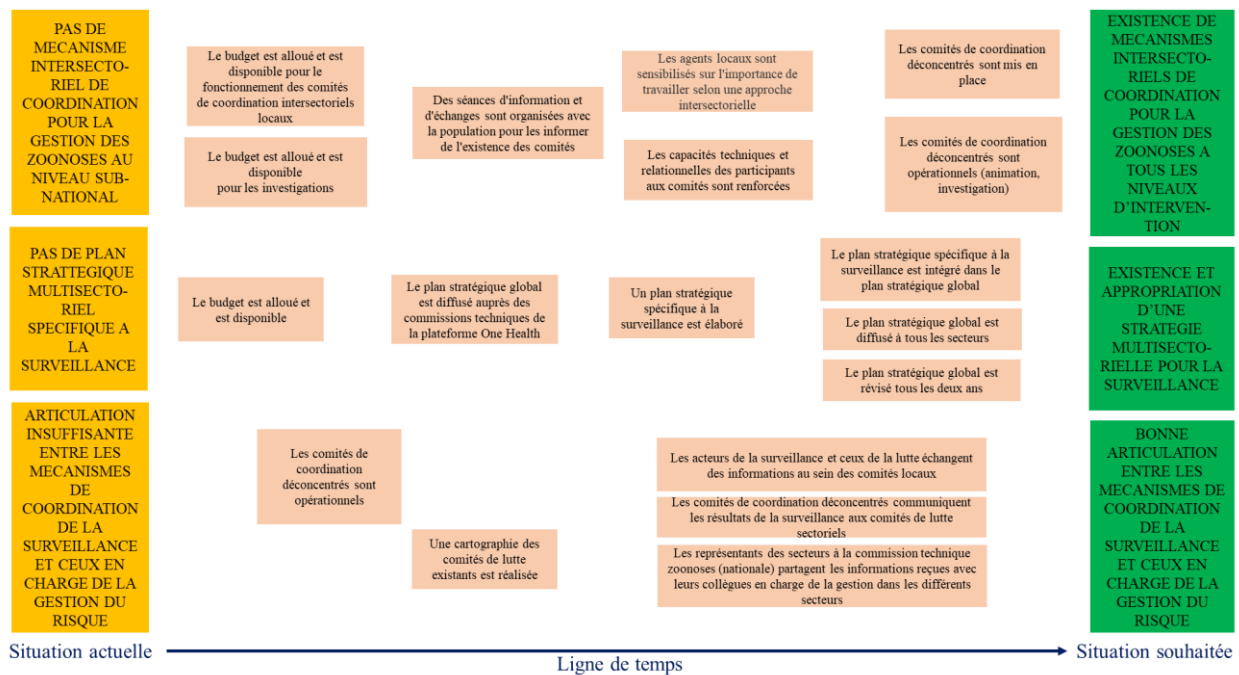 PAS DE
MECANISME
INTERSECTO-
RIEL DE
COORDINATION
POUR LA
GESTION DES
ZOONOSES AU
NIVEAU SUB-
NATIONAL
Le budget est alloué et est
disponible pour le
fonctionnement des comités
de coordination intersectoriels
locaux
Le budget est alloué et est
disponible
pour les investigations
Des séances d'information et
d'échanges sont organisées avec
la population pour les informer
de l'existence des comités
Les agents locaux sont
sensibilisés sur l'importance de
travailler selon une approche
intersectorielle
Les capacités techniques et
relationnelles des participants
aux comités sont renforcées
Les comités de coordination
déconcentrés sont mis en
place
Les comités de coordination
déconcentrés sont
opérationnels (animation,
investigation)
EXISTENCE DE
MECANISMES
INTERSECTO-
RIELS DE
COORDINATION
POUR LA
GESTION DES
ZOONOSES A
TOUS LES
NIVEAUX
D'INTERVEN-
TION
PAS DE PLAN
STRATTEGIQUE
MULTISECTO-
RIEL
SPECIFIQUE A
LA
SURVEILLANCE
Le budget est alloué et
est disponible
Le plan stratégique global
est diffusé auprès des
commissions techniques de
la plateforme One Health
Un plan stratégique
spécifique à la
surveillance est élaboré
Le plan stratégique spécifique à la
surveillance est intégré dans le
plan stratégique global
Le plan stratégique global est
diffusé à tous les secteurs
Le plan stratégique global est
révisé tous les deux ans
EXISTENCE ET
APPROPRIATION
D'UNE
STRATEGIE
MULTISECTO-
RIELLE POUR LA
SURVEILLANCE
ARTICULATION
INSUFFISANTE
ENTRE LES
MECANISMES
DE
COORDINATION
DE LA
SURVEILLANCE
ET CEUX EN
CHARGE DE LA
GESTION DU
RISQUE
Les comités de
coordination
déconcentrés sont
opérationnels
Une cartographie des
comités de lutte
existants est réalisée
Les acteurs de la surveillance et ceux de la lutte échangent
des informations au sein des comités locaux
Les comités de coordination déconcentrés communiquent
les résultats de la surveillance aux comités de lutte
sectoriels
Les représentants des secteurs à la commission technique
zoonoses (nationale) partagent les informations reçues avec
leurs collègues en charge de la gestion dans les différents
secteurs
BONNE
ARTICULATION
ENTRE LES
MECANISMES DE
COORDINATION
DE LA
SURVEILLANCE
ET CEUX EN
CHARGE DE LA
GESTION DU
RISQUE
Situation actuelle
Ligne de temps
Situation souhaitée